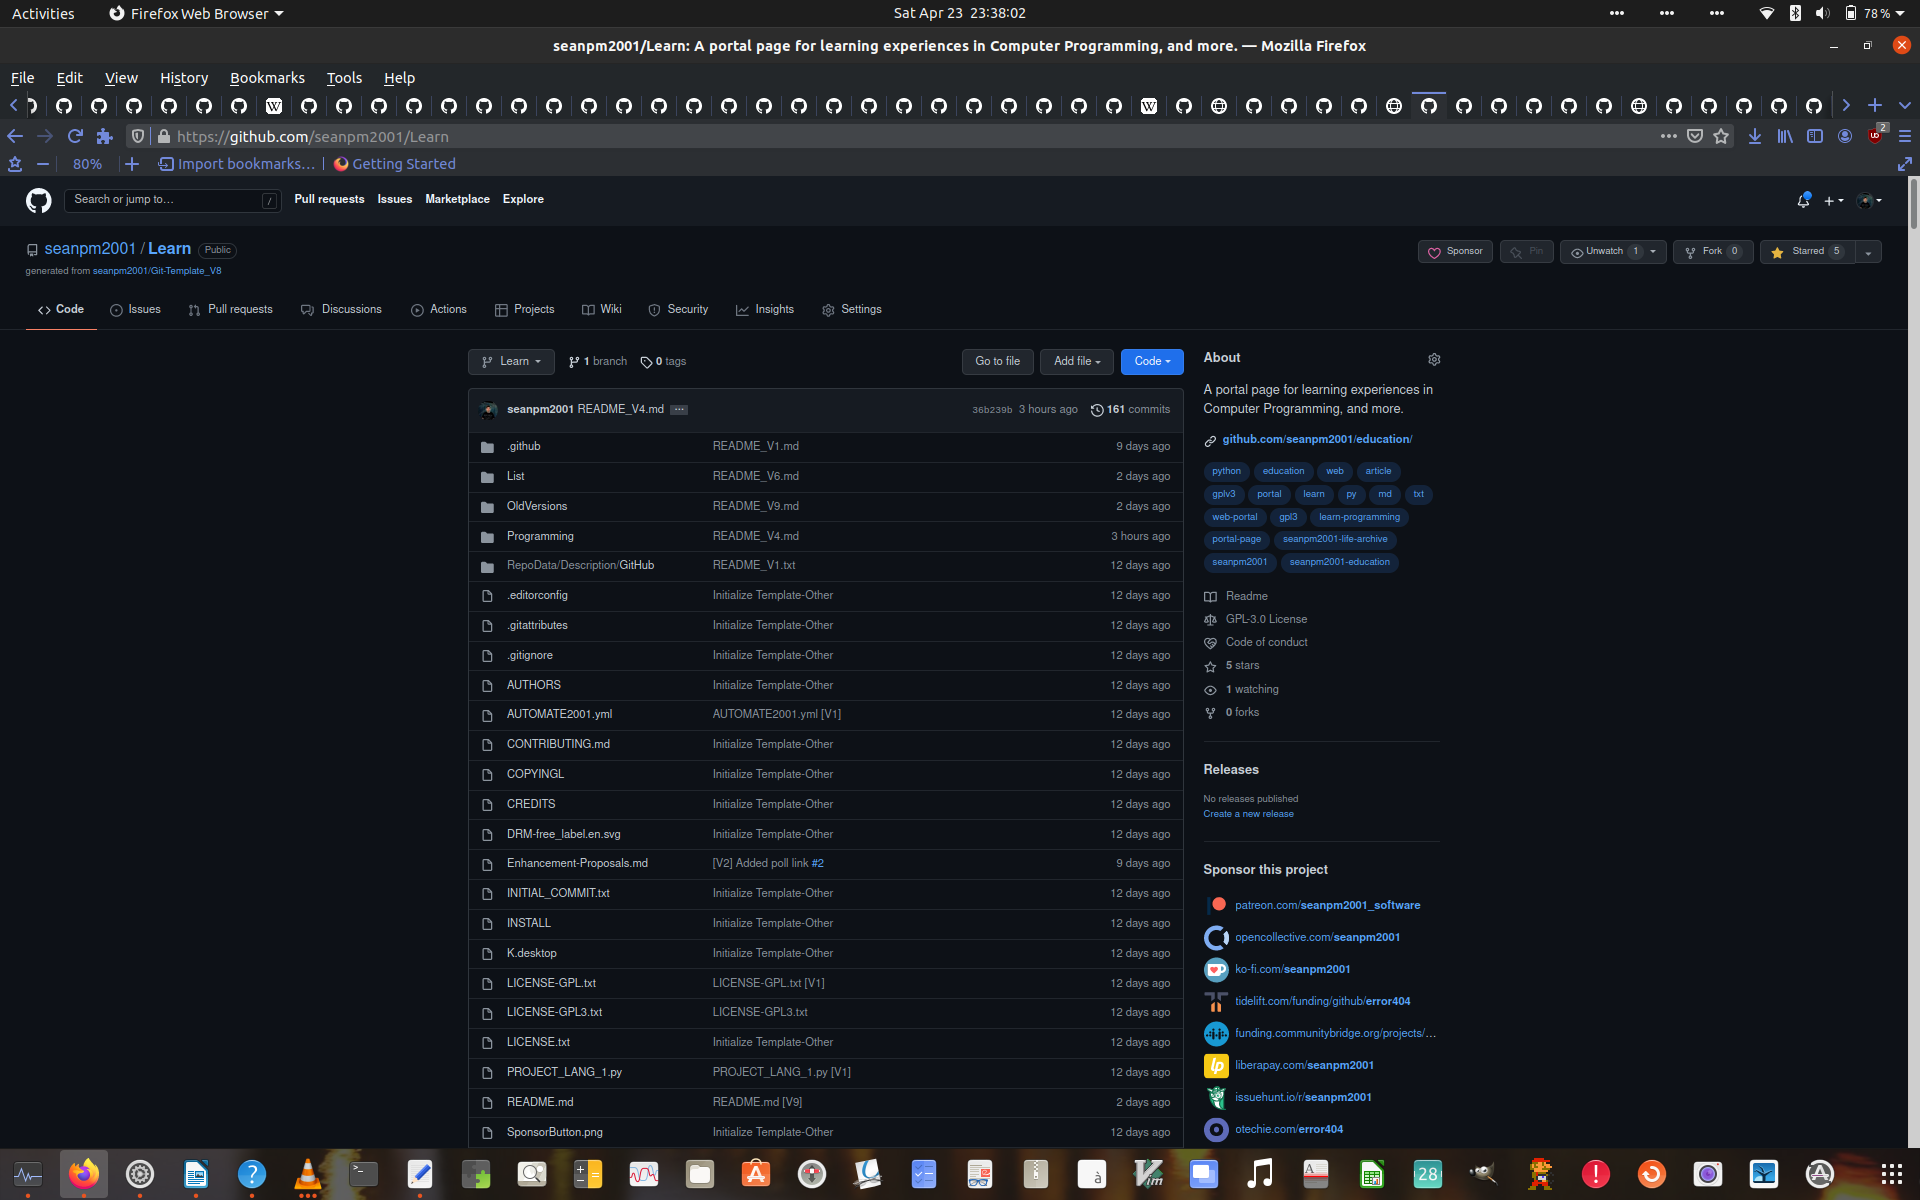 Activities
Firefox Web Browser
Sat Apr 23 23:38:02
78 %
seanpm2001/Learn: A portal page for learning experiences in Computer Programming, and more. — Mozilla Firefox
File Edit View History Bookmarks Tools Help
https://github.com/seanpm2001/Learn
2
80%
Import bookmarks…
Getting Started
Search or jump to…
/
Pull requests Issues Marketplace Explore
seanpm2001 / Learn Public
Sponsor Pin Unwatch 1 Fork 0 Starred 5
generated from seanpm2001/Git-Template_V8
Code Issues Pull requests Discussions Actions Projects Wiki Security Insights Settings
Learn
1 branch
0 tags
Go to file
Add file
Code
seanpm2001 README_V4.md
36b239b 3 hours ago
161 commits
.github README_V1.md 9 days ago
List README_V6.md 2 days ago
OldVersions README_V9.md 2 days ago
Programming README_V4.md 3 hours ago
RepoData/Description/GitHub README_V1.txt 12 days ago
.editorconfig Initialize Template-Other 12 days ago
.gitattributes Initialize Template-Other 12 days ago
.gitignore Initialize Template-Other 12 days ago
AUTHORS Initialize Template-Other 12 days ago
AUTOMATE2001.yml AUTOMATE2001.yml [V1] 12 days ago
CONTRIBUTING.md Initialize Template-Other 12 days ago
COPYINGL Initialize Template-Other 12 days ago
CREDITS Initialize Template-Other 12 days ago
DRM-free_label.en.svg Initialize Template-Other 12 days ago
Enhancement-Proposals.md [V2] Added poll link #2 9 days ago
INITIAL_COMMIT.txt Initialize Template-Other 12 days ago
INSTALL Initialize Template-Other 12 days ago
K.desktop Initialize Template-Other 12 days ago
LICENSE-GPL.txt LICENSE-GPL.txt [V1] 12 days ago
LICENSE-GPL3.txt LICENSE-GPL3.txt 12 days ago
LICENSE.txt Initialize Template-Other 12 days ago
PROJECT_LANG_1.py PROJECT_LANG_1.py [V1] 12 days ago
README.md README.md [V9] 2 days ago
SponsorButton.png Initialize Template-Other 12 days ago
About
A portal page for learning experiences in
Computer Programming, and more.
github.com/seanpm2001/education/
python education web article
gplv3 portal learn py md txt
web-portal gpl3 learn-programming
portal-page seanpm2001-life-archive
seanpm2001 seanpm2001-education
Readme
GPL-3.0 License
Code of conduct
5 stars
1 watching
0 forks
Releases
No releases published
Create a new release
Sponsor this project
patreon.com/seanpm2001_software
opencollective.com/seanpm2001
ko-fi.com/seanpm2001
tidelift.com/funding/github/error404
funding.communitybridge.org/projects/…
liberapay.com/seanpm2001
issuehunt.io/r/seanpm2001
otechie.com/error404
28